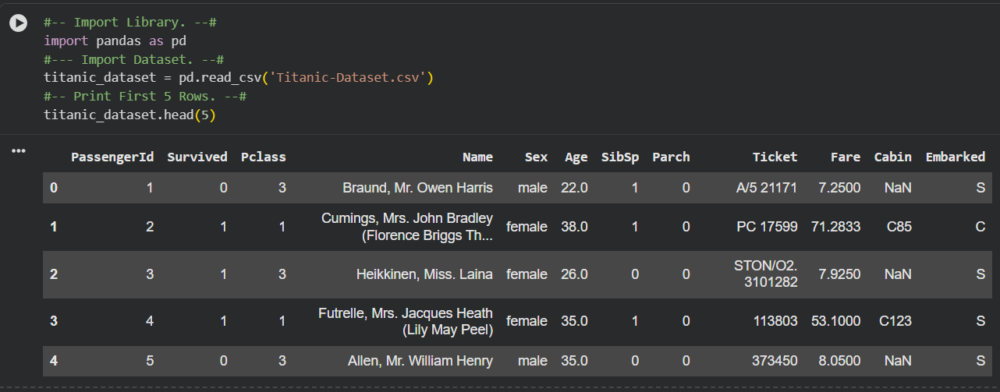 #-- Import Library. --#
import pandas as pd
#--- Import Dataset. --#
titanic_dataset = pd.read_csv('Titanic-Dataset.csv')
#-- Print First 5 Rows. --#
titanic_dataset.head(5)
PassengerId Survived Pclass Name Sex Age SibSp Parch Ticket Fare Cabin Embarked
0 1 0 3 Braund, Mr. Owen Harris male 22.0 1 0 A/5 21171 7.2500 NaN S
1 2 1 1 Cumings, Mrs. John Bradley
(Florence Briggs Th... female 38.0 1 0 PC 17599 71.2833 C85 C
2 3 1 3 Heikkinen, Miss. Laina female 26.0 0 0 STON/O2.
3101282 7.9250 NaN S
3 4 1 1 Futrelle, Mrs. Jacques Heath
(Lily May Peel) female 35.0 1 0 113803 53.1000 C123 S
4 5 0 3 Allen, Mr. William Henry male 35.0 0 0 373450 8.0500 NaN S